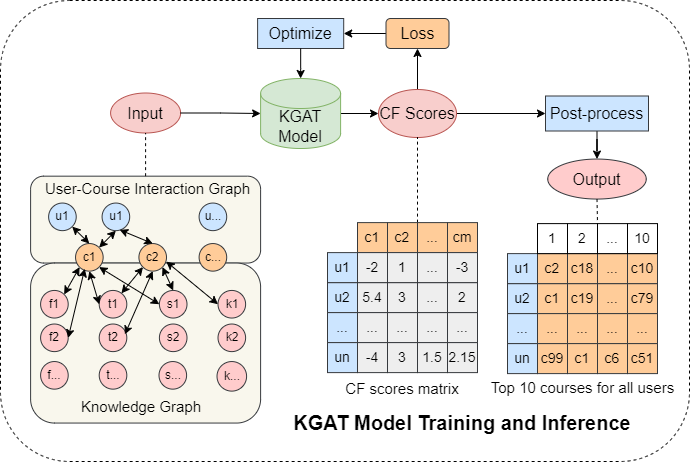 Optimize
Loss
Input
KGAT
Model
CF Scores
Post-process
Output
User-Course Interaction Graph
u1
u1
u...
c1
c2
c...
f1
t1
s1
k1
f2
t2
s2
k2
f...
t...
s...
k...
Knowledge Graph
c1 c2 ... cm
u1 -2 1 ... -3
u2 5.4 3 ... 2
... ... ... ... ...
un -4 3 1.5 2.15
CF scores matrix
1 2 ... 10
u1 c2 c18 ... c10
u2 c1 c19 ... c79
... ... ... ... ...
un c99 c1 c6 c51
Top 10 courses for all users
KGAT Model Training and Inference